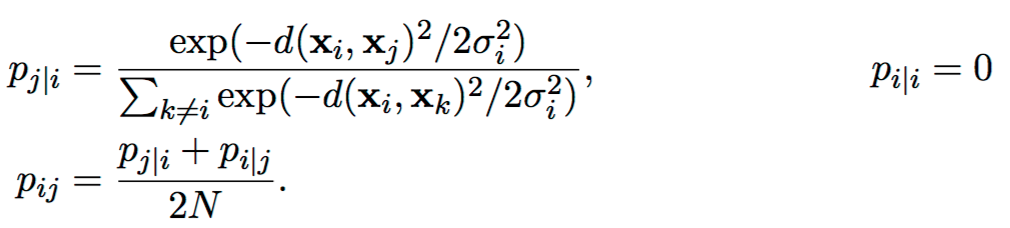 p_{j|i} = \frac{\exp(-d(\mathbf{x}_i, \mathbf{x}_j)^2/2\sigma_i^2)}{\sum_{k \neq i} \exp(-d(\mathbf{x}_i, \mathbf{x}_k)^2/2\sigma_i^2)}, p_{i|i} = 0
p_{ij} = \frac{p_{j|i} + p_{i|j}}{2N}.